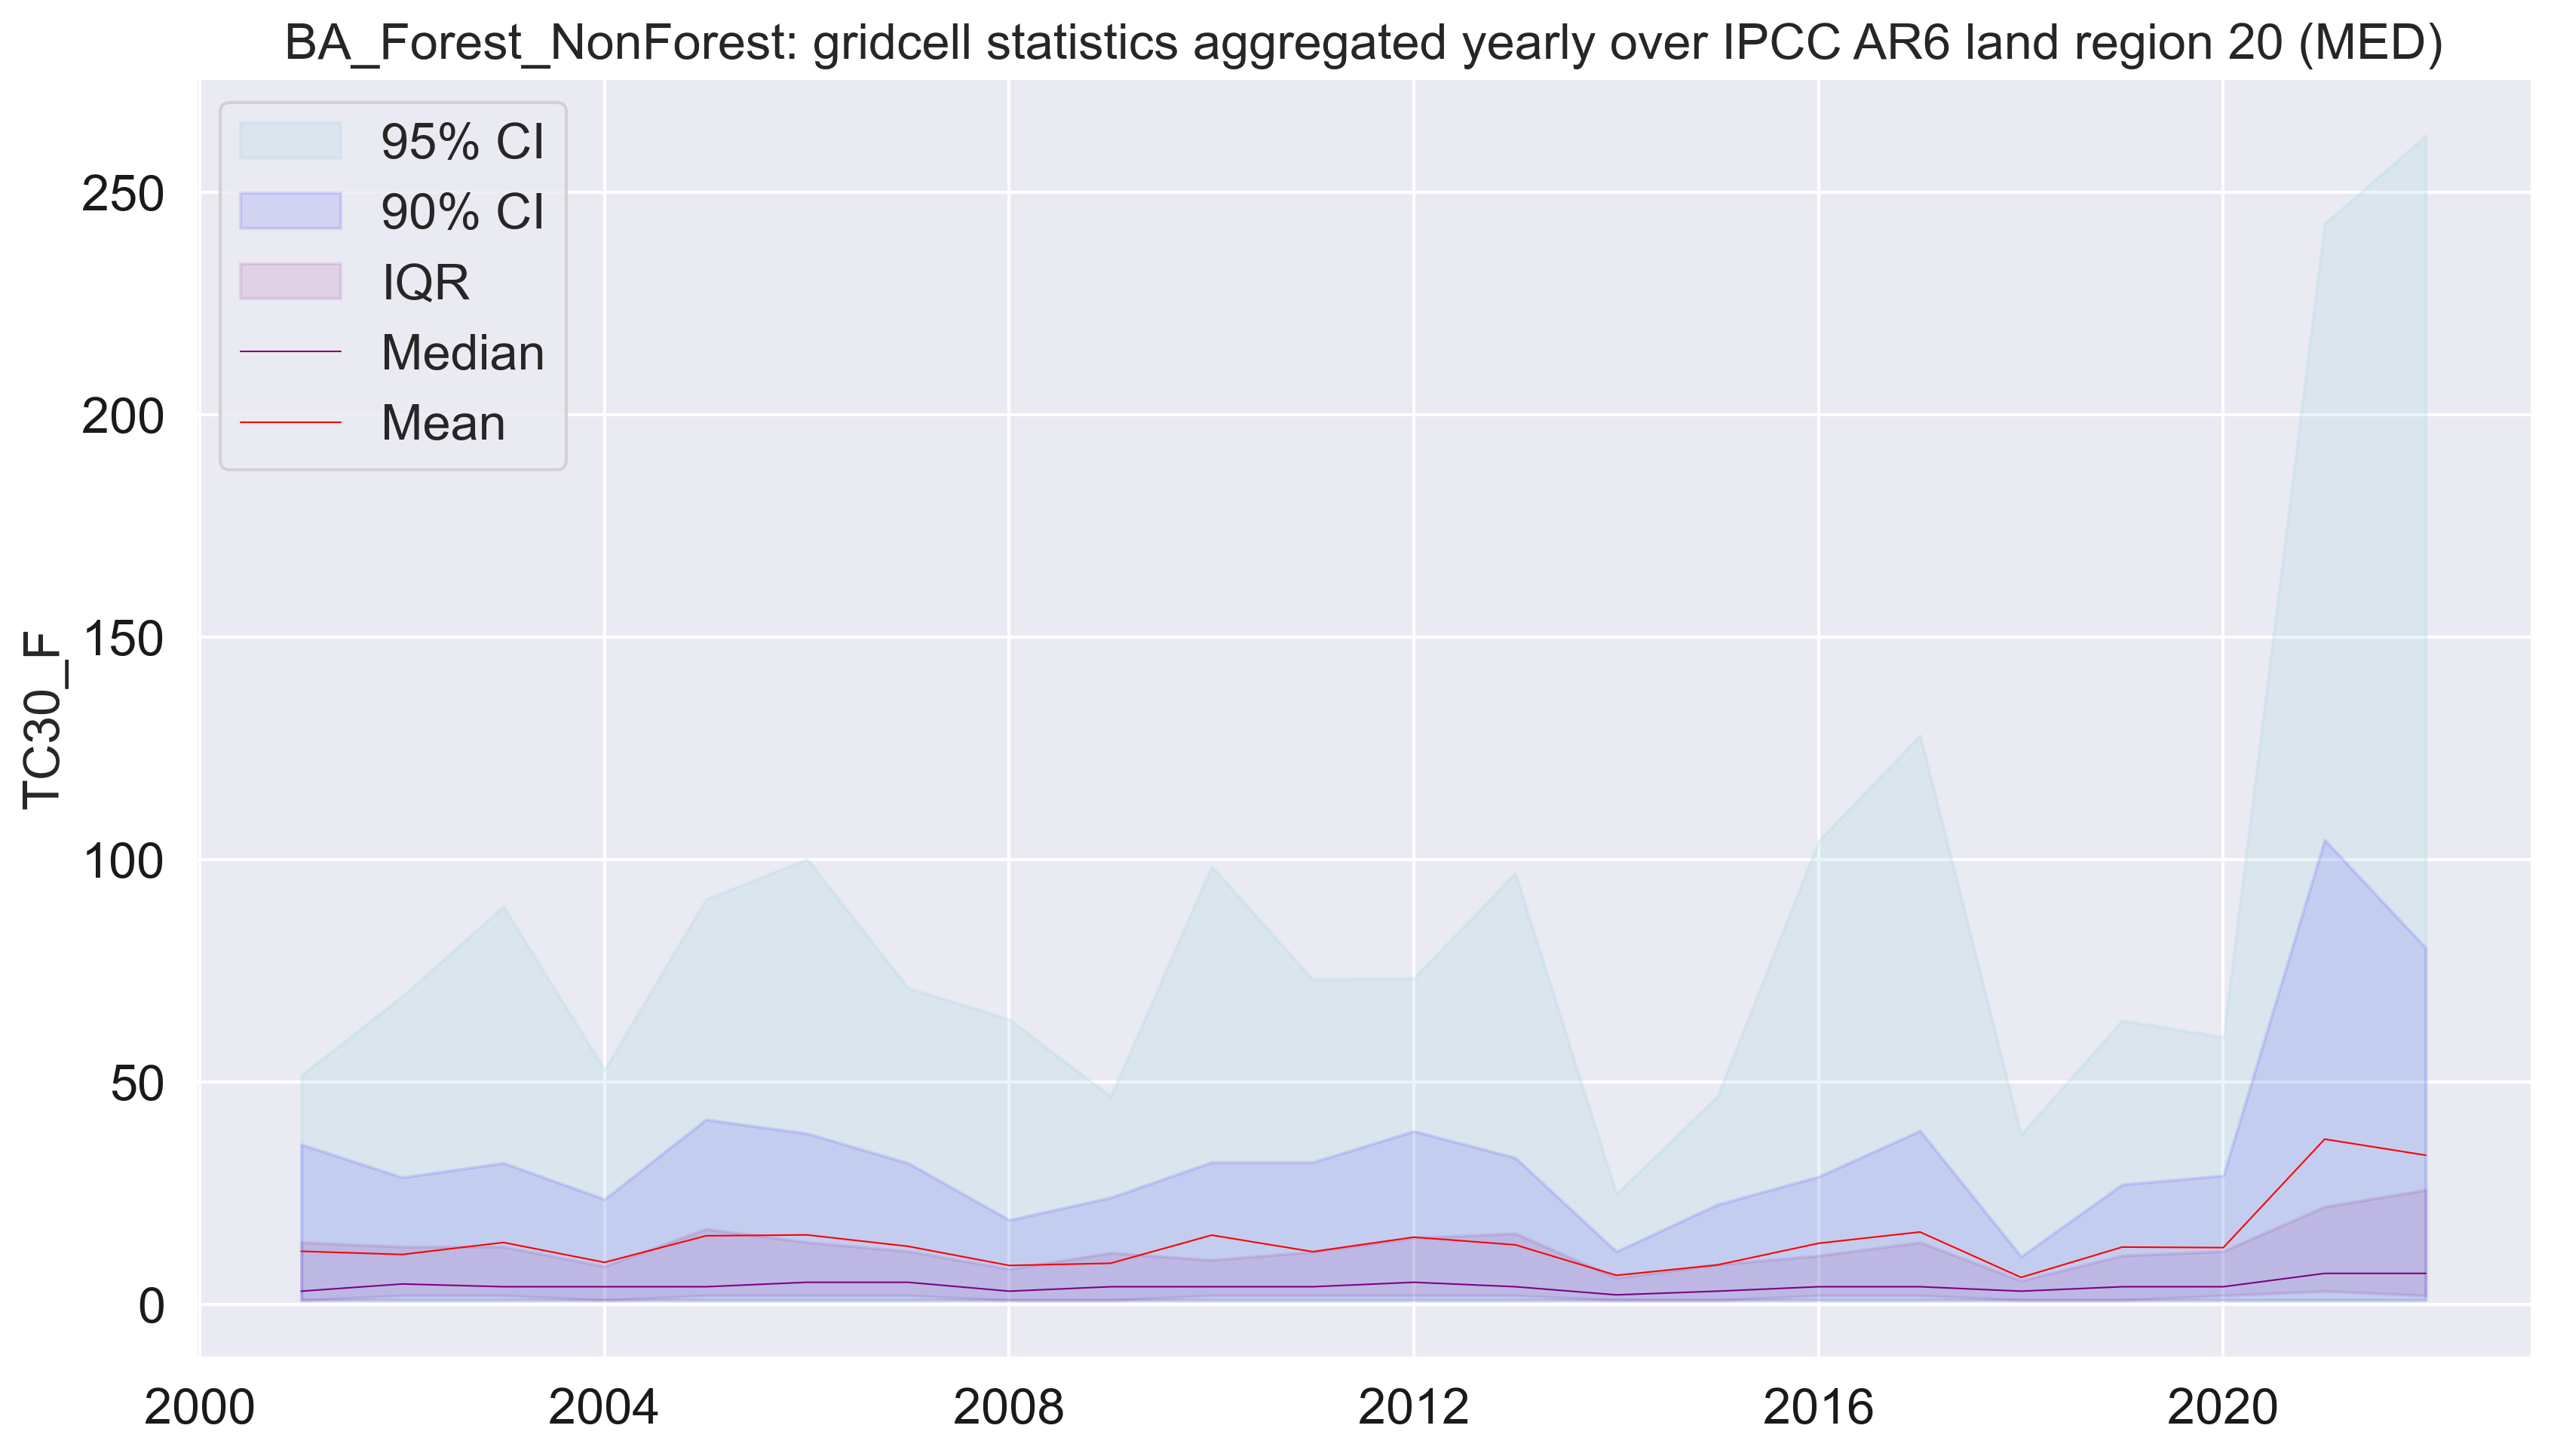 BA_Forest_NonForest: gridcell statistics aggregated yearly over IPCC AR6 land region 20 (MED)
95% CI
90% CI
IQR
Median
Mean
TC30_F
250
200
150
100
50
0
2000 2004 2008 2012 2016 2020